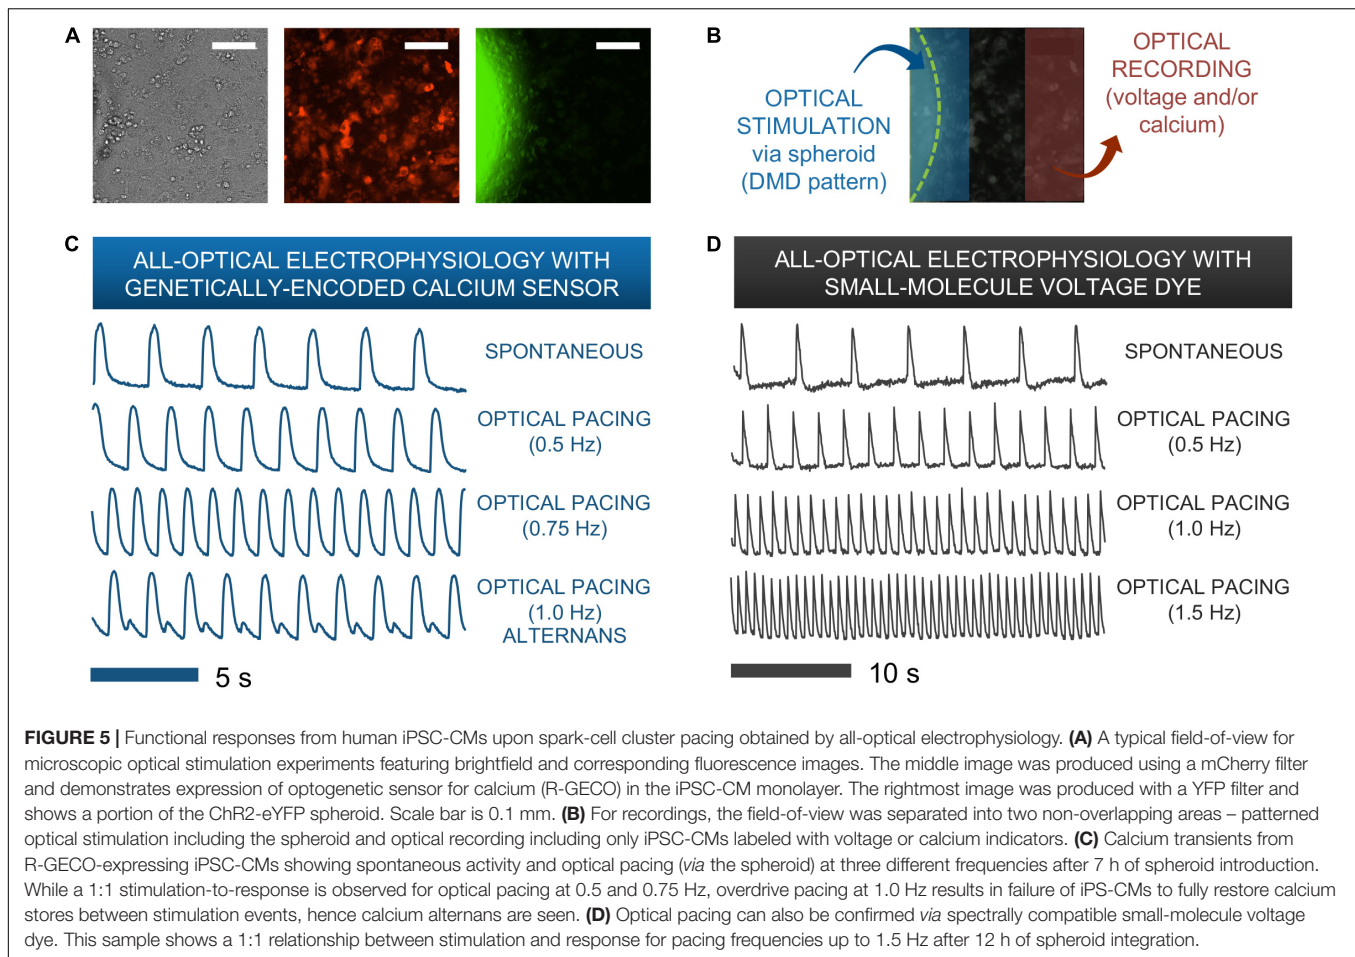 A
B
OPTICAL
STIMULATION
via spheroid
(DMD pattern)
OPTICAL
RECORDING
(voltage and/or
calcium)
C
ALL-OPTICAL ELECTROPHYSIOLOGY WITH
GENETICALLY-ENCODED CALCIUM SENSOR
SPONTANEOUS
OPTICAL PACING
(0.5 Hz)
OPTICAL PACING
(0.75 Hz)
OPTICAL PACING
(1.0 Hz)
ALTERNANS
5 s
D
ALL-OPTICAL ELECTROPHYSIOLOGY WITH
SMALL-MOLECULE VOLTAGE DYE
SPONTANEOUS
OPTICAL PACING
(0.5 Hz)
OPTICAL PACING
(1.0 Hz)
OPTICAL PACING
(1.5 Hz)
10 s
FIGURE 5 | Functional responses from human iPSC-CMs upon spark-cell cluster pacing obtained by all-optical electrophysiology. (A) A typical field-of-view for
microscopic optical stimulation experiments featuring brightfield and corresponding fluorescence images. The middle image was produced using a mCherry filter
and demonstrates expression of optogenetic sensor for calcium (R-GECO) in the iPSC-CM monolayer. The rightmost image was produced with a YFP filter and
shows a portion of the ChR2-eYFP spheroid. Scale bar is 0.1 mm. (B) For recordings, the field-of-view was separated into two non-overlapping areas – patterned
optical stimulation including the spheroid and optical recording including only iPSC-CMs labeled with voltage or calcium indicators. (C) Calcium transients from
R-GECO-expressing iPSC-CMs showing spontaneous activity and optical pacing (via the spheroid) at three different frequencies after 7 h of spheroid introduction.
While a 1:1 stimulation-to-response is observed for optical pacing at 0.5 and 0.75 Hz, overdrive pacing at 1.0 Hz results in failure of iPS-CMs to fully restore calcium
stores between stimulation events, hence calcium alternans are seen. (D) Optical pacing can also be confirmed via spectrally compatible small-molecule voltage
dye. This sample shows a 1:1 relationship between stimulation and response for pacing frequencies up to 1.5 Hz after 12 h of spheroid integration.